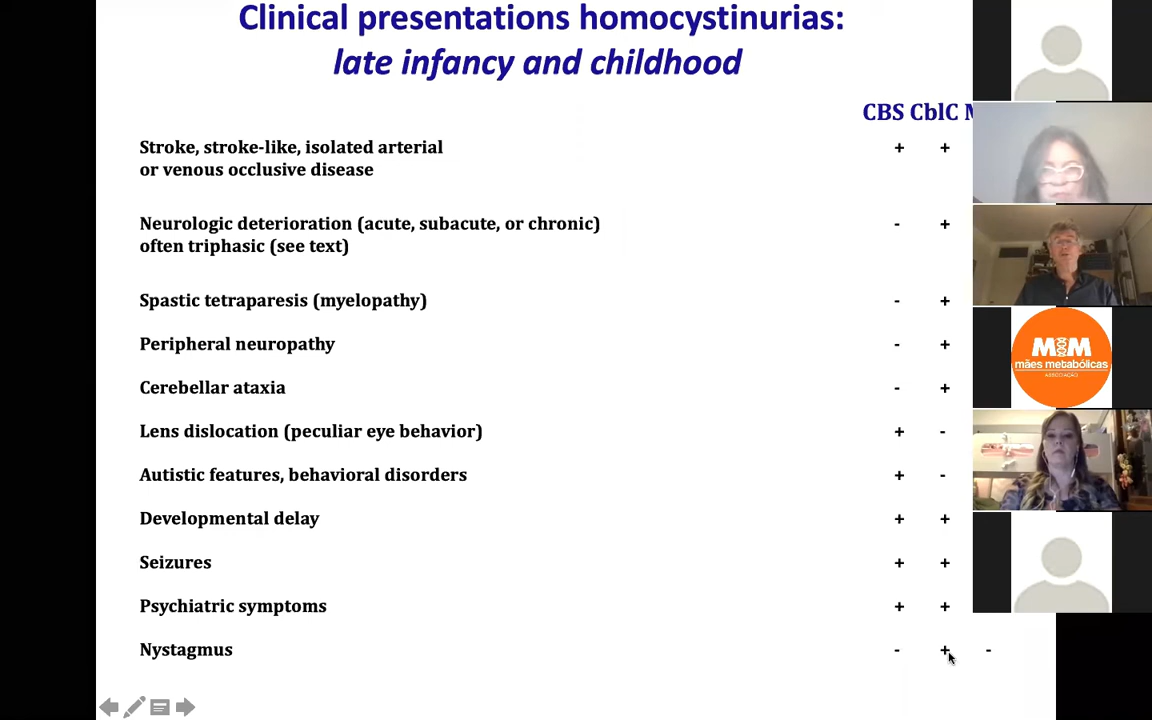 Clinical presentations homocystinurias:
late infancy and childhood
CBS CblC
Stroke, stroke-like, isolated arterial + +
or venous occlusive disease
Neurologic deterioration (acute, subacute, or chronic) - +
often triphasic (see text)
Spastic tetraparesis (myelopathy) - +
Peripheral neuropathy - +
Cerebellar ataxia - +
Lens dislocation (peculiar eye behavior) + -
Autistic features, behavioral disorders + -
Developmental delay + +
Seizures + +
Psychiatric symptoms + +
Nystagmus - + -
MM
mães metabólicas
ASSOCIAÇÃO